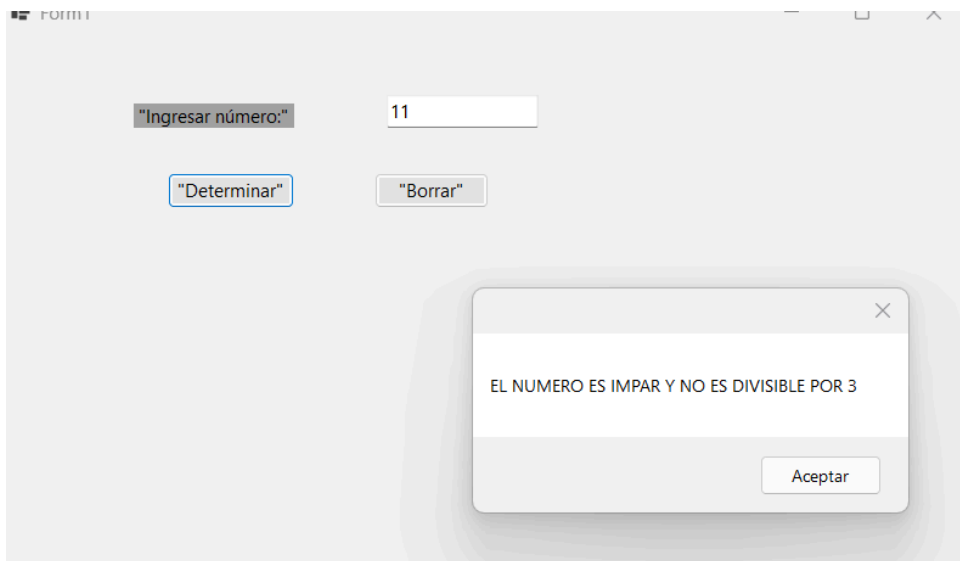 Form1
"Ingresar número:"
11
"Determinar"
"Borrar"
EL NUMERO ES IMPAR Y NO ES DIVISIBLE POR 3
Aceptar